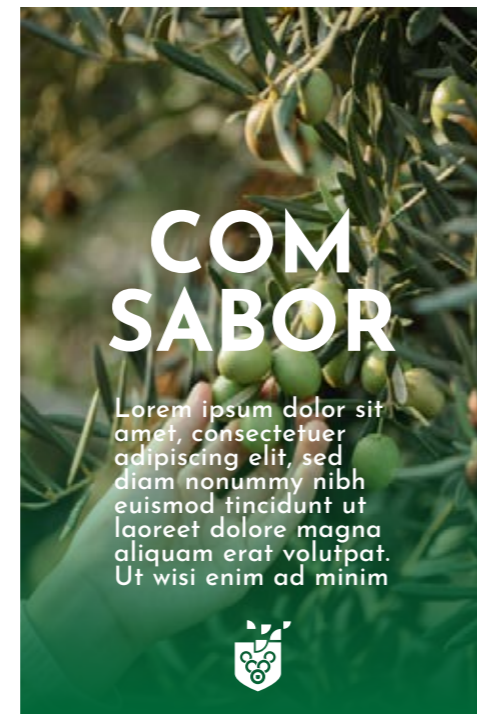 COM
SABOR
Lorem ipsum dolor sit
amet, consectetuer
adipiscing elit, sed
diam nonummy nibh
euismod tincidunt ut
laoreet dolore magna
aliquam erat volutpat.
Ut wisi enim ad minim